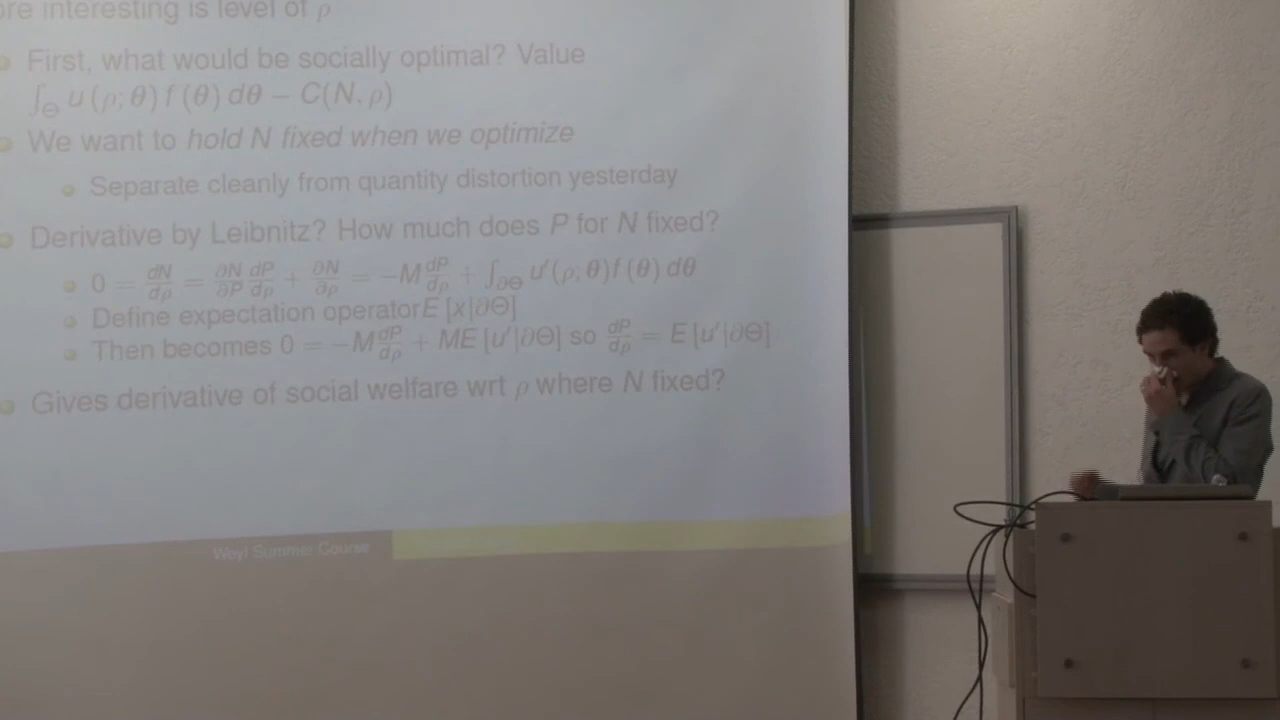 re interesting is level of ρ
First, what would be socially optimal? Value
∫_Θ u (ρ; θ) f (θ) dθ − C(N, ρ)
We want to hold N fixed when we optimize
Separate cleanly from quantity distortion yesterday
Derivative by Leibnitz? How much does P for N fixed?
0 = dN/dρ = ∂N/∂P dP/dρ + ∂N/∂ρ = −M dP/dρ + ∫_∂Θ u′(ρ; θ)f (θ) dθ
Define expectation operatorE [x|∂Θ]
Then becomes 0 = −M dP/dρ + ME [u′|∂Θ] so dP/dρ = E [u′|∂Θ]
Gives derivative of social welfare wrt ρ where N fixed?
Weyl Summer Course